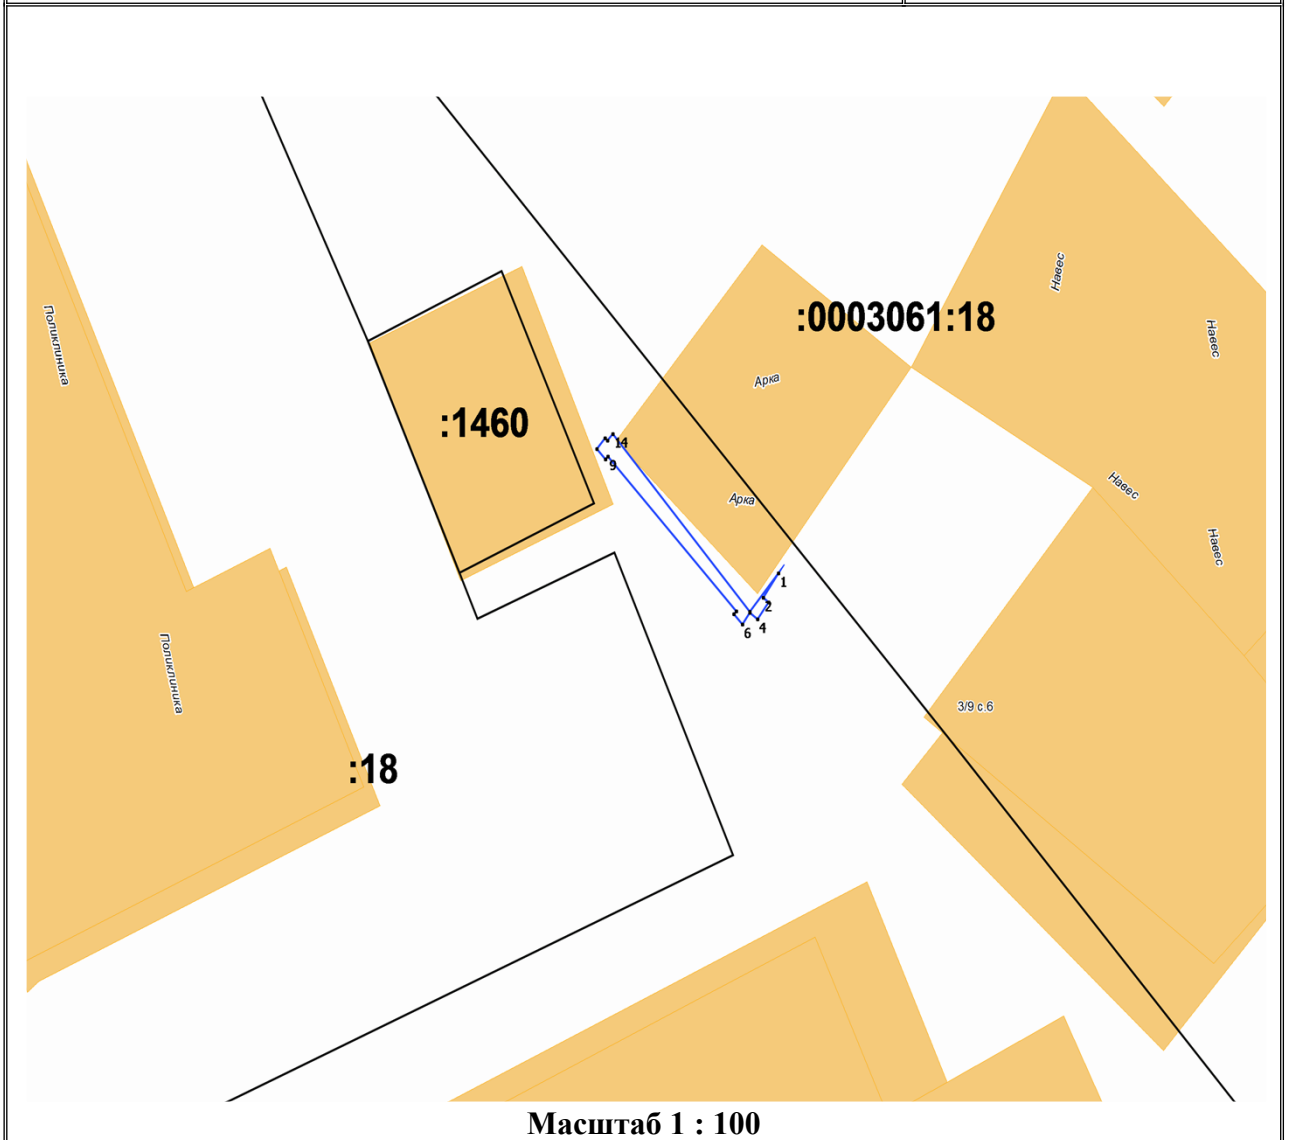 :0003061:18
Навес
Поликлиника
Навес
Арка
:1460
14
9
Арка
Навес
Навес
1
2
4
6
Поликлиника
3/9 с.6
:18
Масштаб 1 : 100